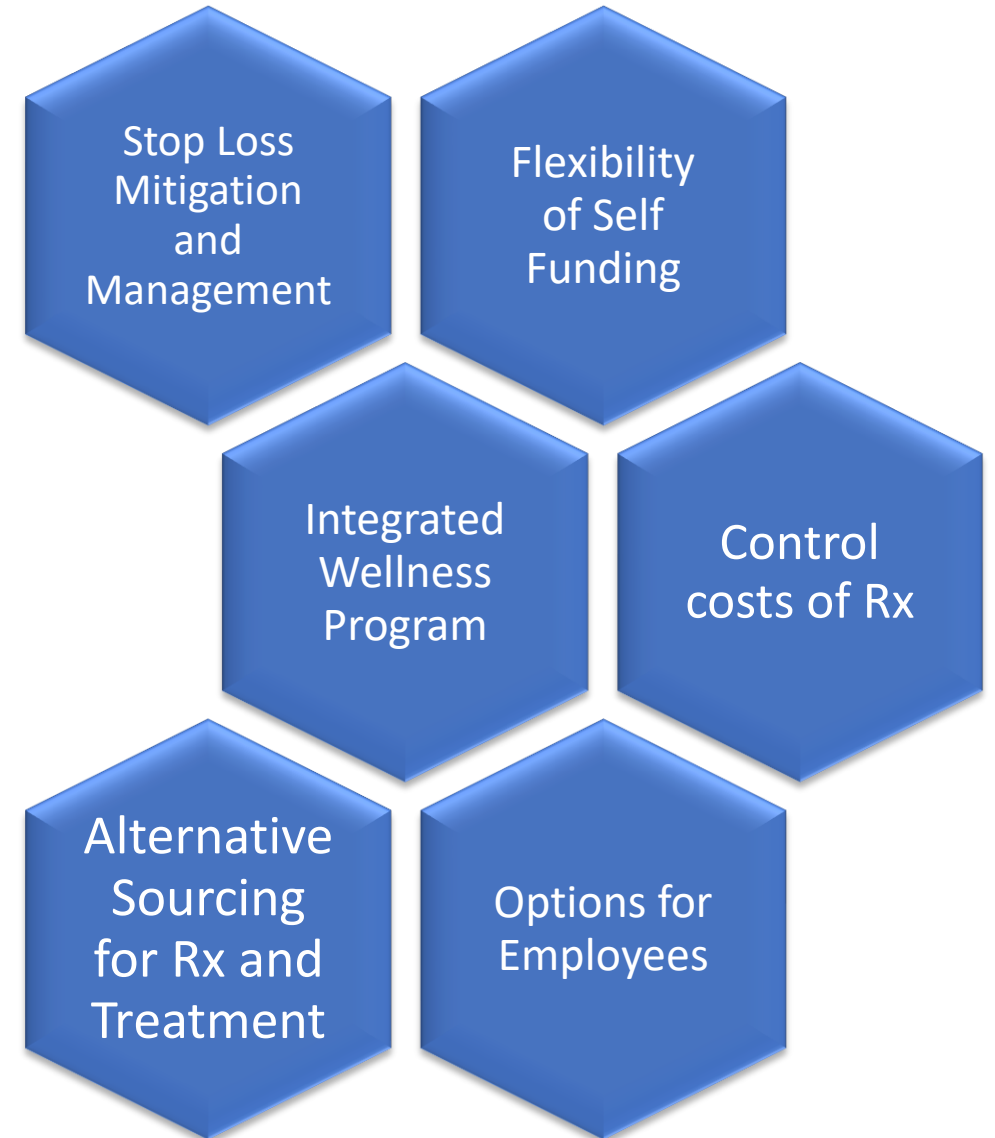 Stop Loss
Mitigation
and
Management
Flexibility
of Self
Funding
Integrated
Wellness
Program
Control
costs of Rx
Alternative
Sourcing
for Rx and
Treatment
Options for
Employees